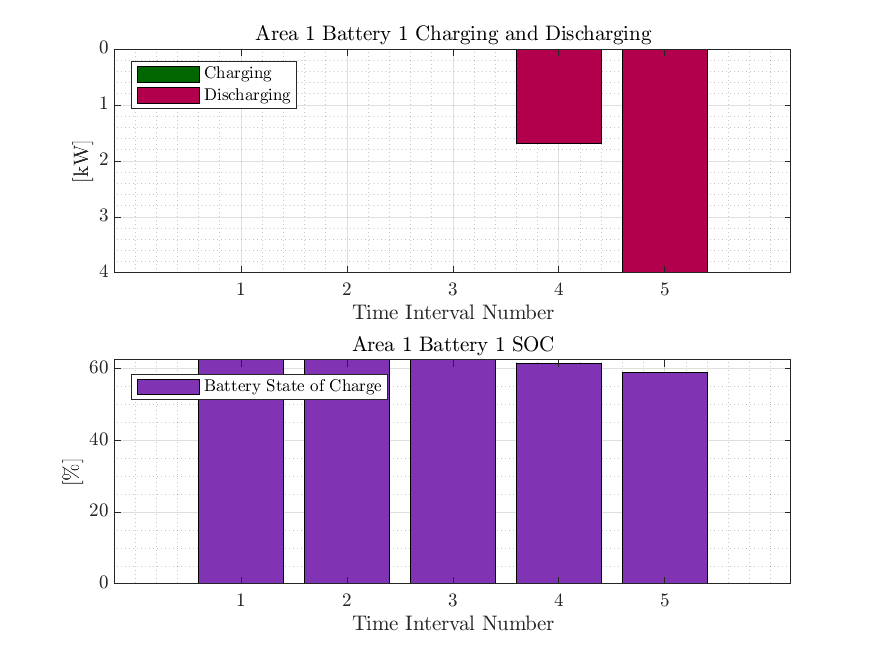 Area 1 Battery 1 Charging and Discharging
0
Charging
Discharging
1
[kW]
2
3
4
1 2 3 4 5
Time Interval Number
Area 1 Battery 1 SOC
60
Battery State of Charge
40
[%]
20
0
1 2 3 4 5
Time Interval Number